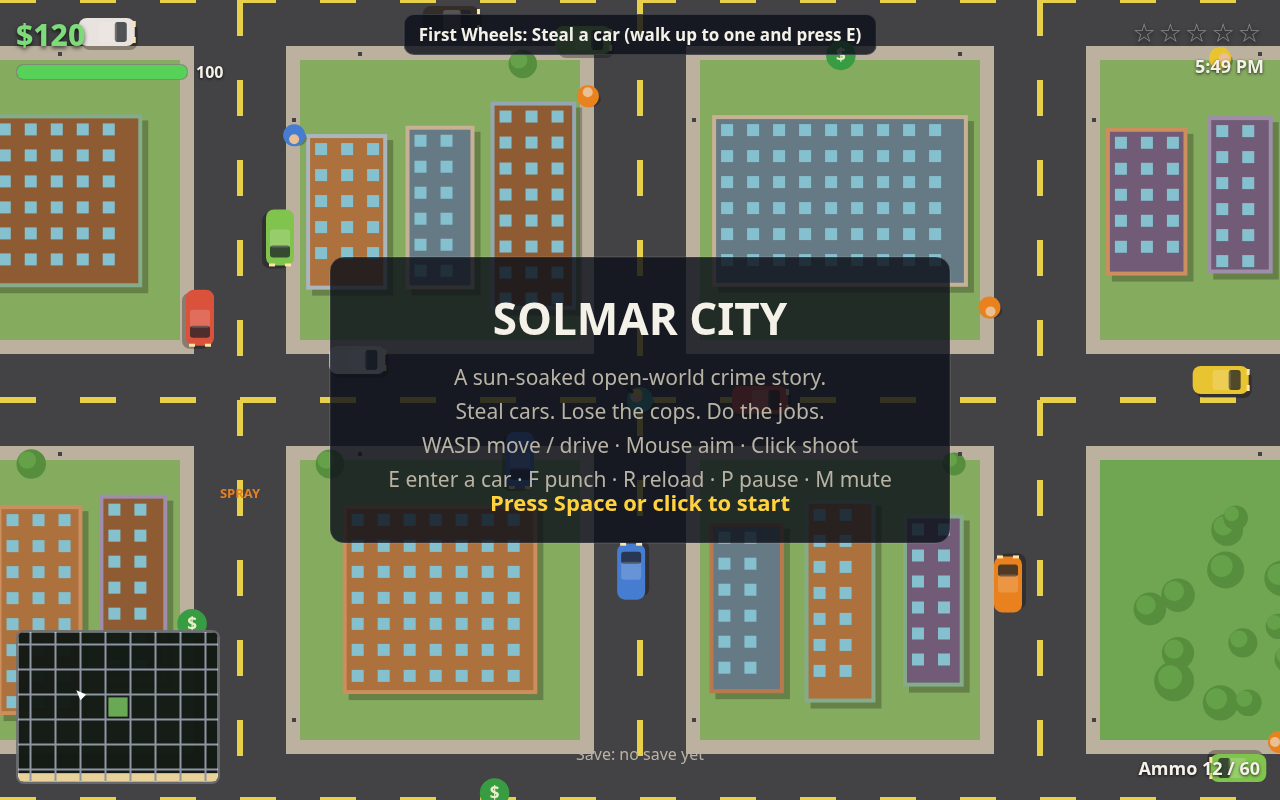 $120
First Wheels: Steal a car (walk up to one and press E)
☆☆☆☆☆
100
5:49 PM
$
SOLMAR CITY
A sun-soaked open-world crime story.
Steal cars. Lose the cops. Do the jobs.
WASD move / drive · Mouse aim · Click shoot
E enter a car · F punch · R reload · P pause · M mute
Press Space or click to start
SPRAY
$
Save: no save yet
Ammo 12 / 60
$